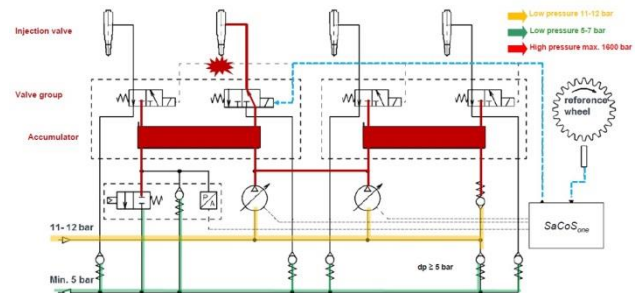 Low pressure 11-12 bar
Low pressure 5-7 bar
High pressure max. 1600 bar
Injection valve
Valve group
Accumulator
reference
wheel
P
A
SaCoSone
11- 12 bar
dp ≥ 5 bar
Min. 5 bar